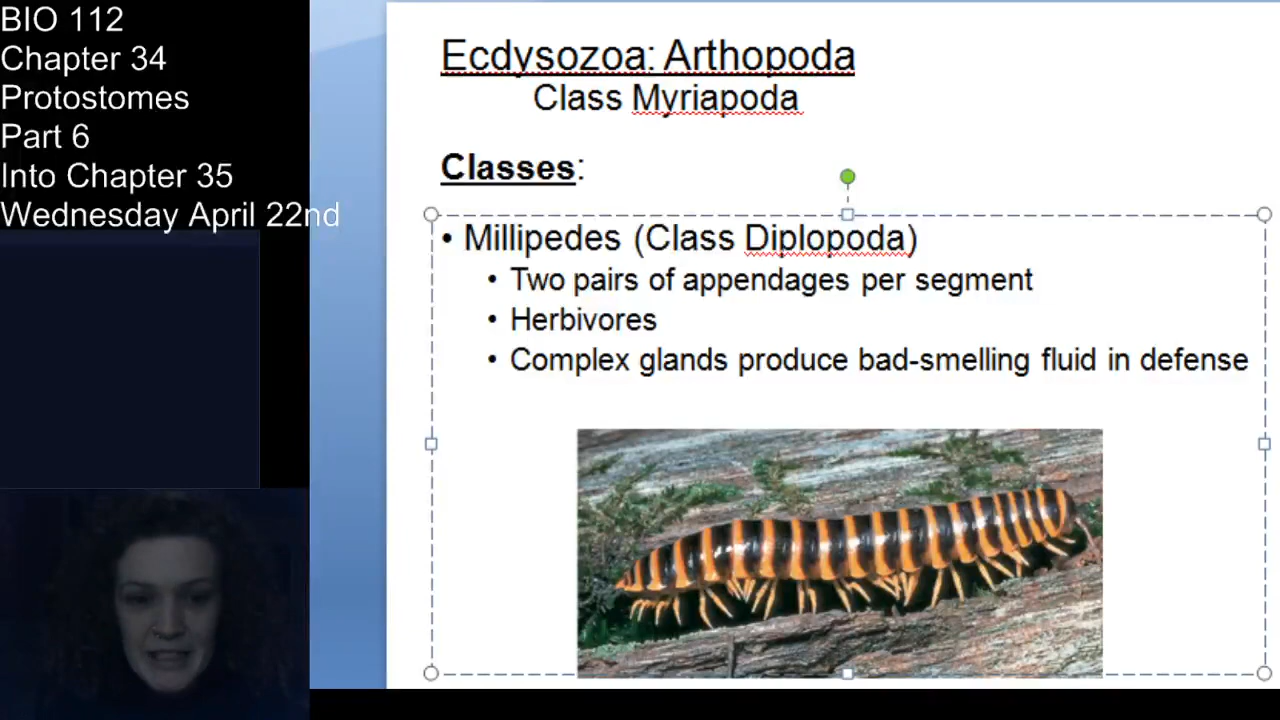 BIO 112
Chapter 34
Protostomes
Part 6
Into Chapter 35
Wednesday April 22nd
Ecdysozoa: Arthopoda
Class Myriapoda
Classes:
• Millipedes (Class Diplopoda)
• Two pairs of appendages per segment
• Herbivores
• Complex glands produce bad-smelling fluid in defense